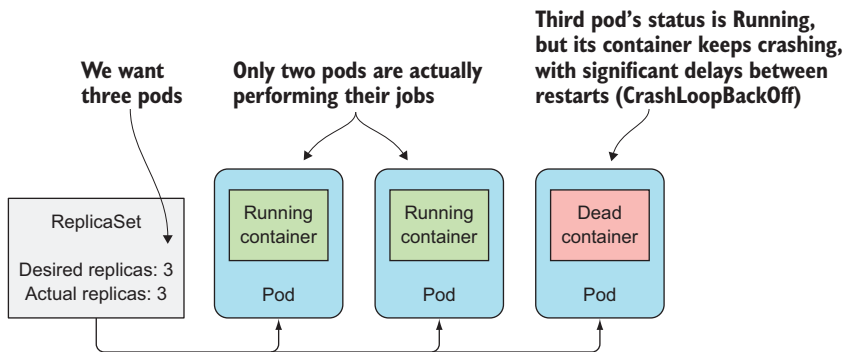 We want
three pods
Only two pods are actually
performing their jobs
Third pod's status is Running,
but its container keeps crashing,
with significant delays between
restarts (CrashLoopBackOff)
ReplicaSet
Desired replicas: 3
Actual replicas: 3
Running
container
Pod
Running
container
Pod
Dead
container
Pod